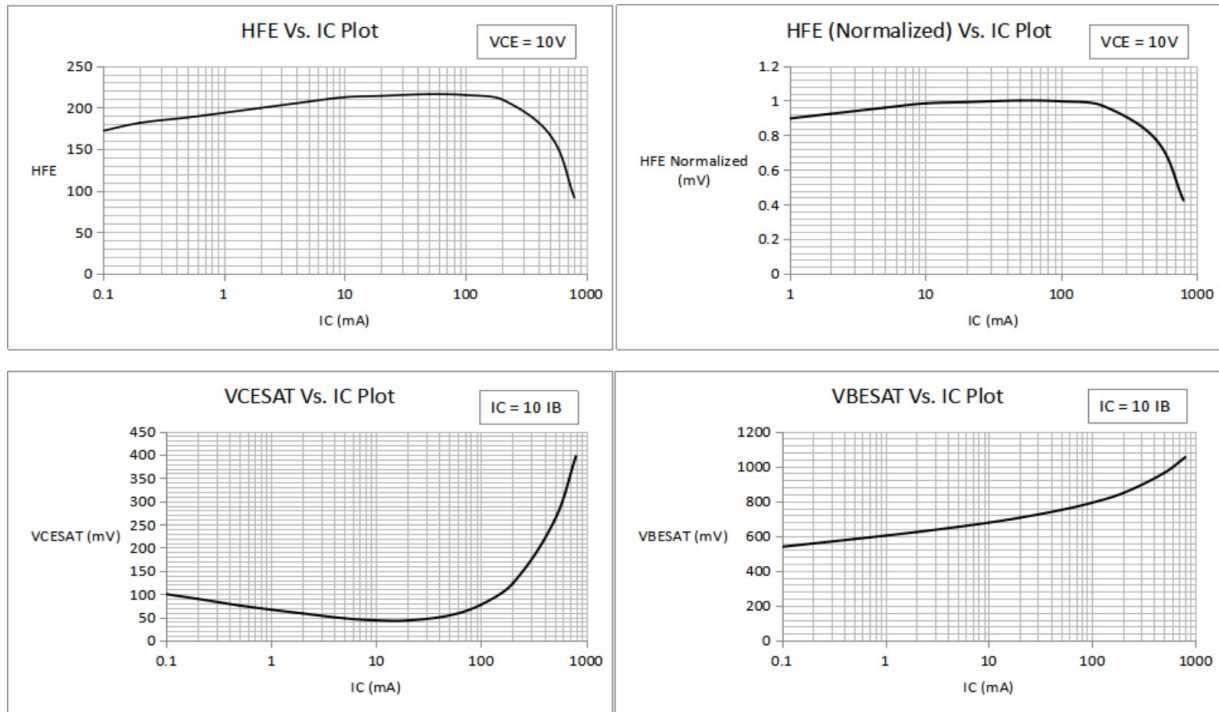 HFE Vs. IC Plot
VCE = 10V
250
200
150
100
50
0
HFE
0.1 1 10 100 1000
IC (mA)
HFE (Normalized) Vs. IC Plot
VCE = 10V
1.2
1
0.8
0.6
0.4
0.2
0
HFE Normalized
(mV)
1 10 100 1000
IC (mA)
VCESAT Vs. IC Plot
IC = 10 IB
450
400
350
300
250
200
150
100
50
0
VCESAT (mV)
0.1 1 10 100 1000
IC (mA)
VBESAT Vs. IC Plot
IC = 10 IB
1200
1000
800
600
400
200
0
VBESAT (mV)
0.1 1 10 100 1000
IC (mA)